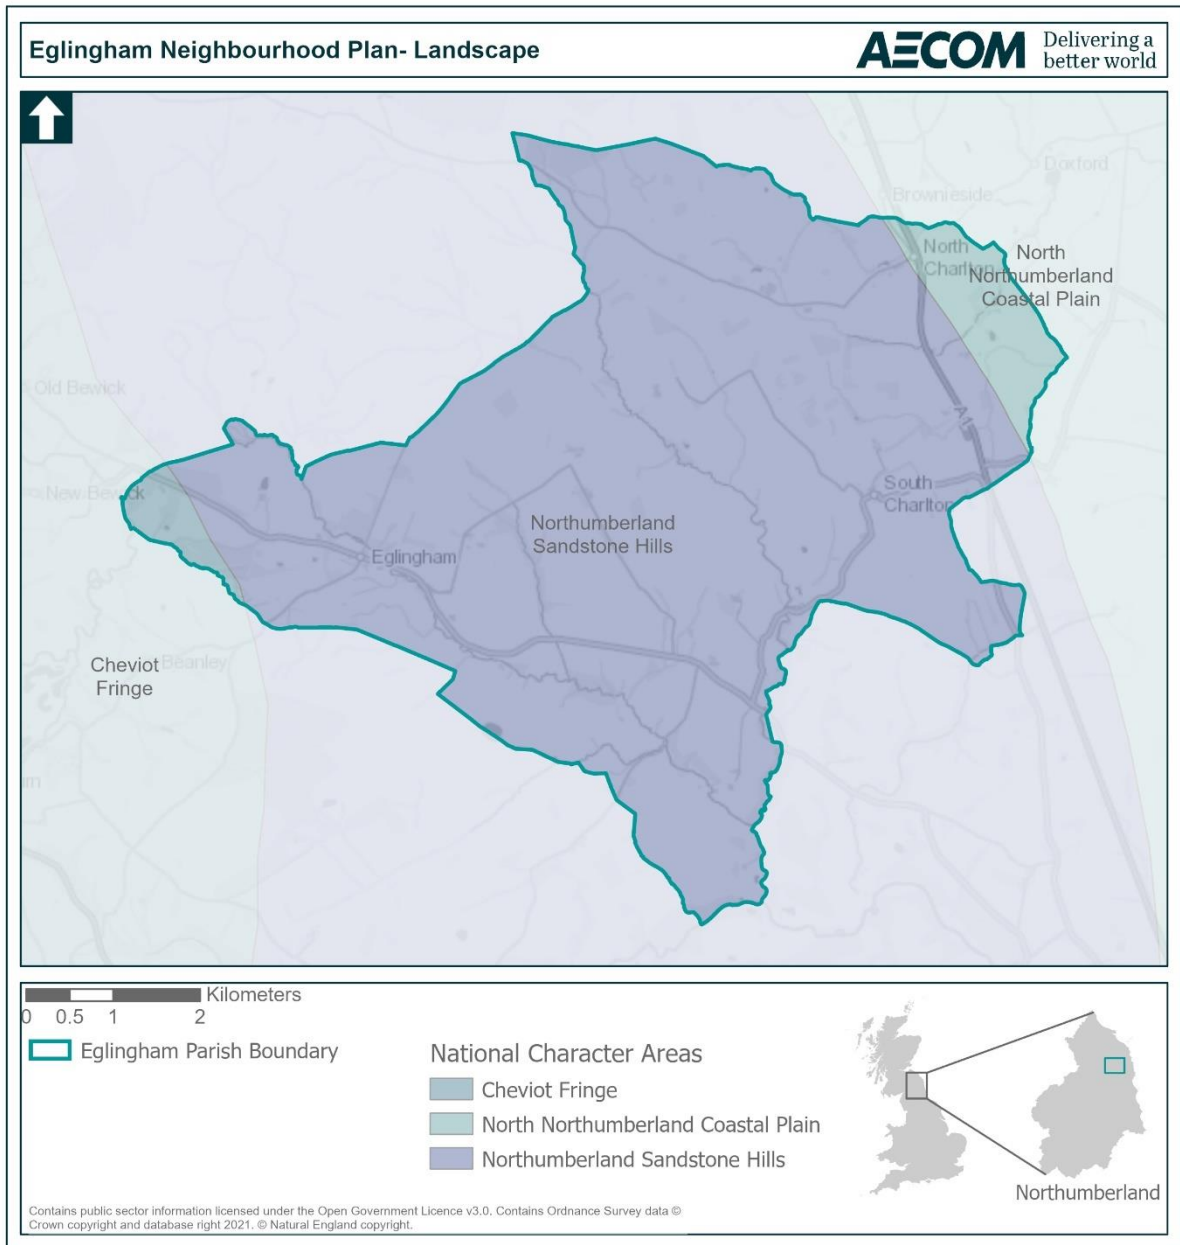 Eglingham Neighbourhood Plan- Landscape
AECOM
Delivering a
better world
Doxford
Brownieside
North
Charlton
North
Northumberland
Coastal Plain
Old Bewick
A1
New Bewick
South
Charlton
Northumberland
Sandstone Hills
Eglingham
Cheviot
Fringe
Beanley
Kilometers
0 0.5 1 2
Eglingham Parish Boundary
National Character Areas
Cheviot Fringe
North Northumberland Coastal Plain
Northumberland Sandstone Hills
Northumberland
Contains public sector information licensed under the Open Government Licence v3.0. Contains Ordnance Survey data ©
Crown copyright and database right 2021. © Natural England copyright.